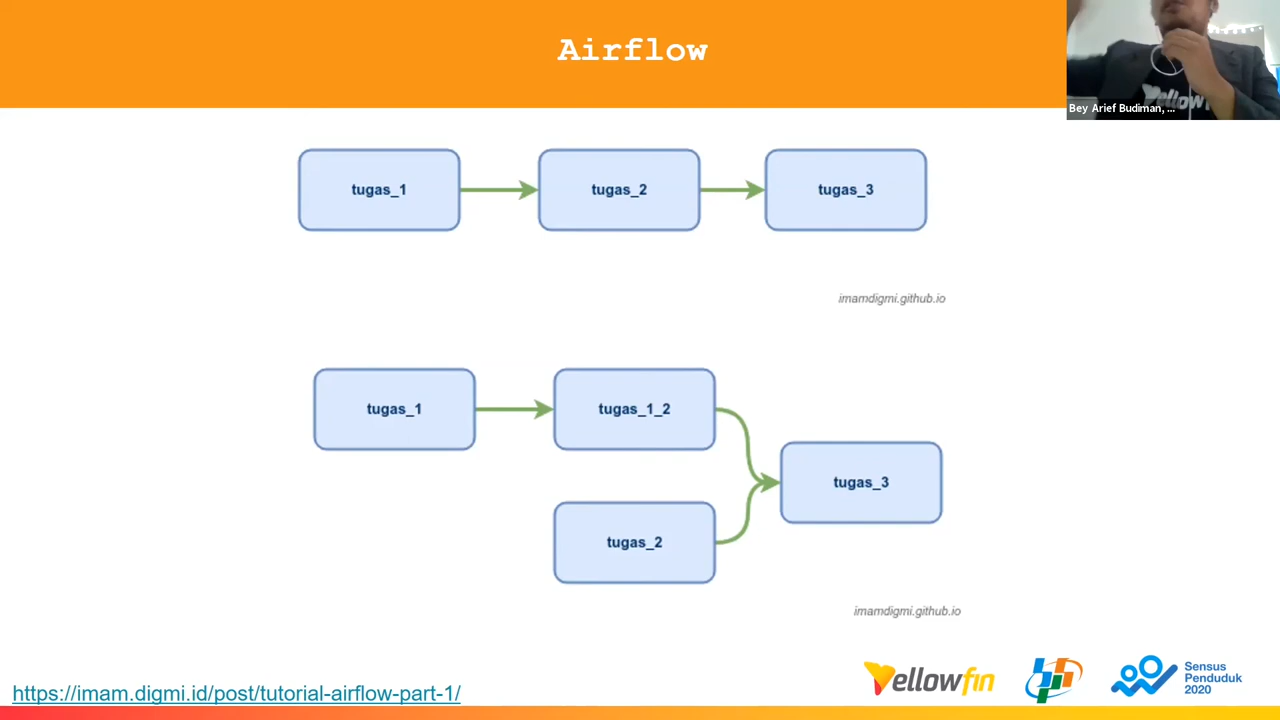 Airflow
Yellowfin
Bey Arief Budiman, ...
tugas_1
tugas_2
tugas_3
imamdigmi.github.io
tugas_1
tugas_1_2
tugas_3
tugas_2
imamdigmi.github.io
https://imam.digmi.id/post/tutorial-airflow-part-1/
Yellowfin
Sensus
Penduduk
2020